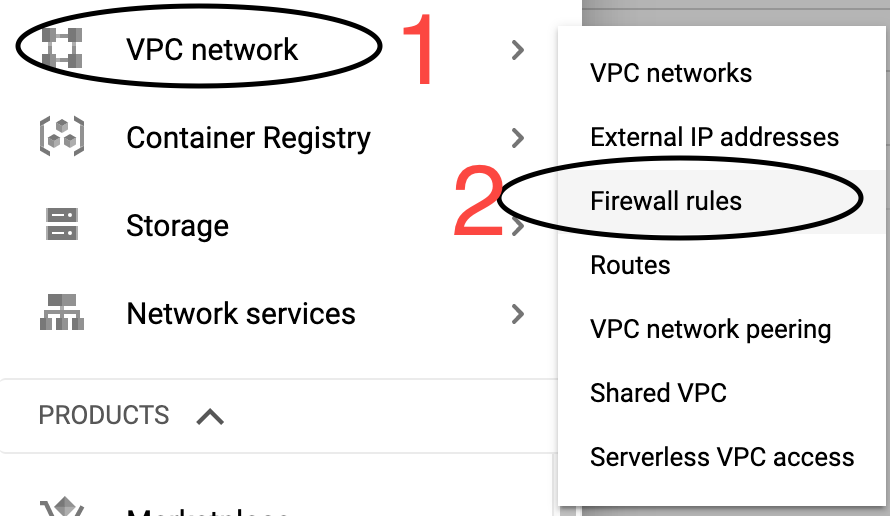 VPC network
1
Container Registry
2
Storage
Network services
PRODUCTS
VPC networks
External IP addresses
Firewall rules
Routes
VPC network peering
Shared VPC
Serverless VPC access